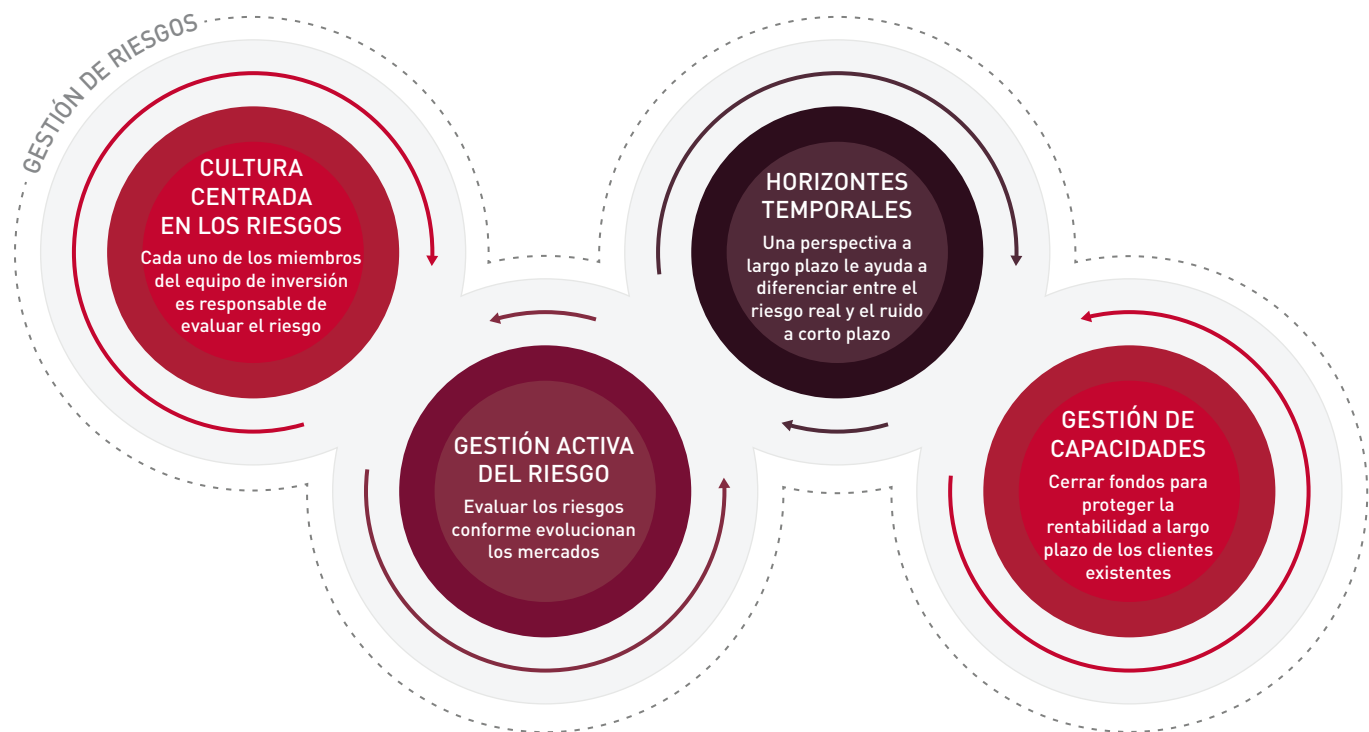 GESTIÓN DE RIESGOS
CULTURA
CENTRADA
EN LOS RIESGOS
Cada uno de los miembros
del equipo de inversión
es responsable de
evaluar el riesgo
GESTIÓN ACTIVA
DEL RIESGO
Evaluar los riesgos
conforme evolucionan
los mercados
HORIZONTES
TEMPORALES
Una perspectiva a
largo plazo le ayuda a
diferenciar entre el
riesgo real y el ruido
a corto plazo
GESTIÓN DE
CAPACIDADES
Cerrar fondos para
proteger la
rentabilidad a largo
plazo de los clientes
existentes